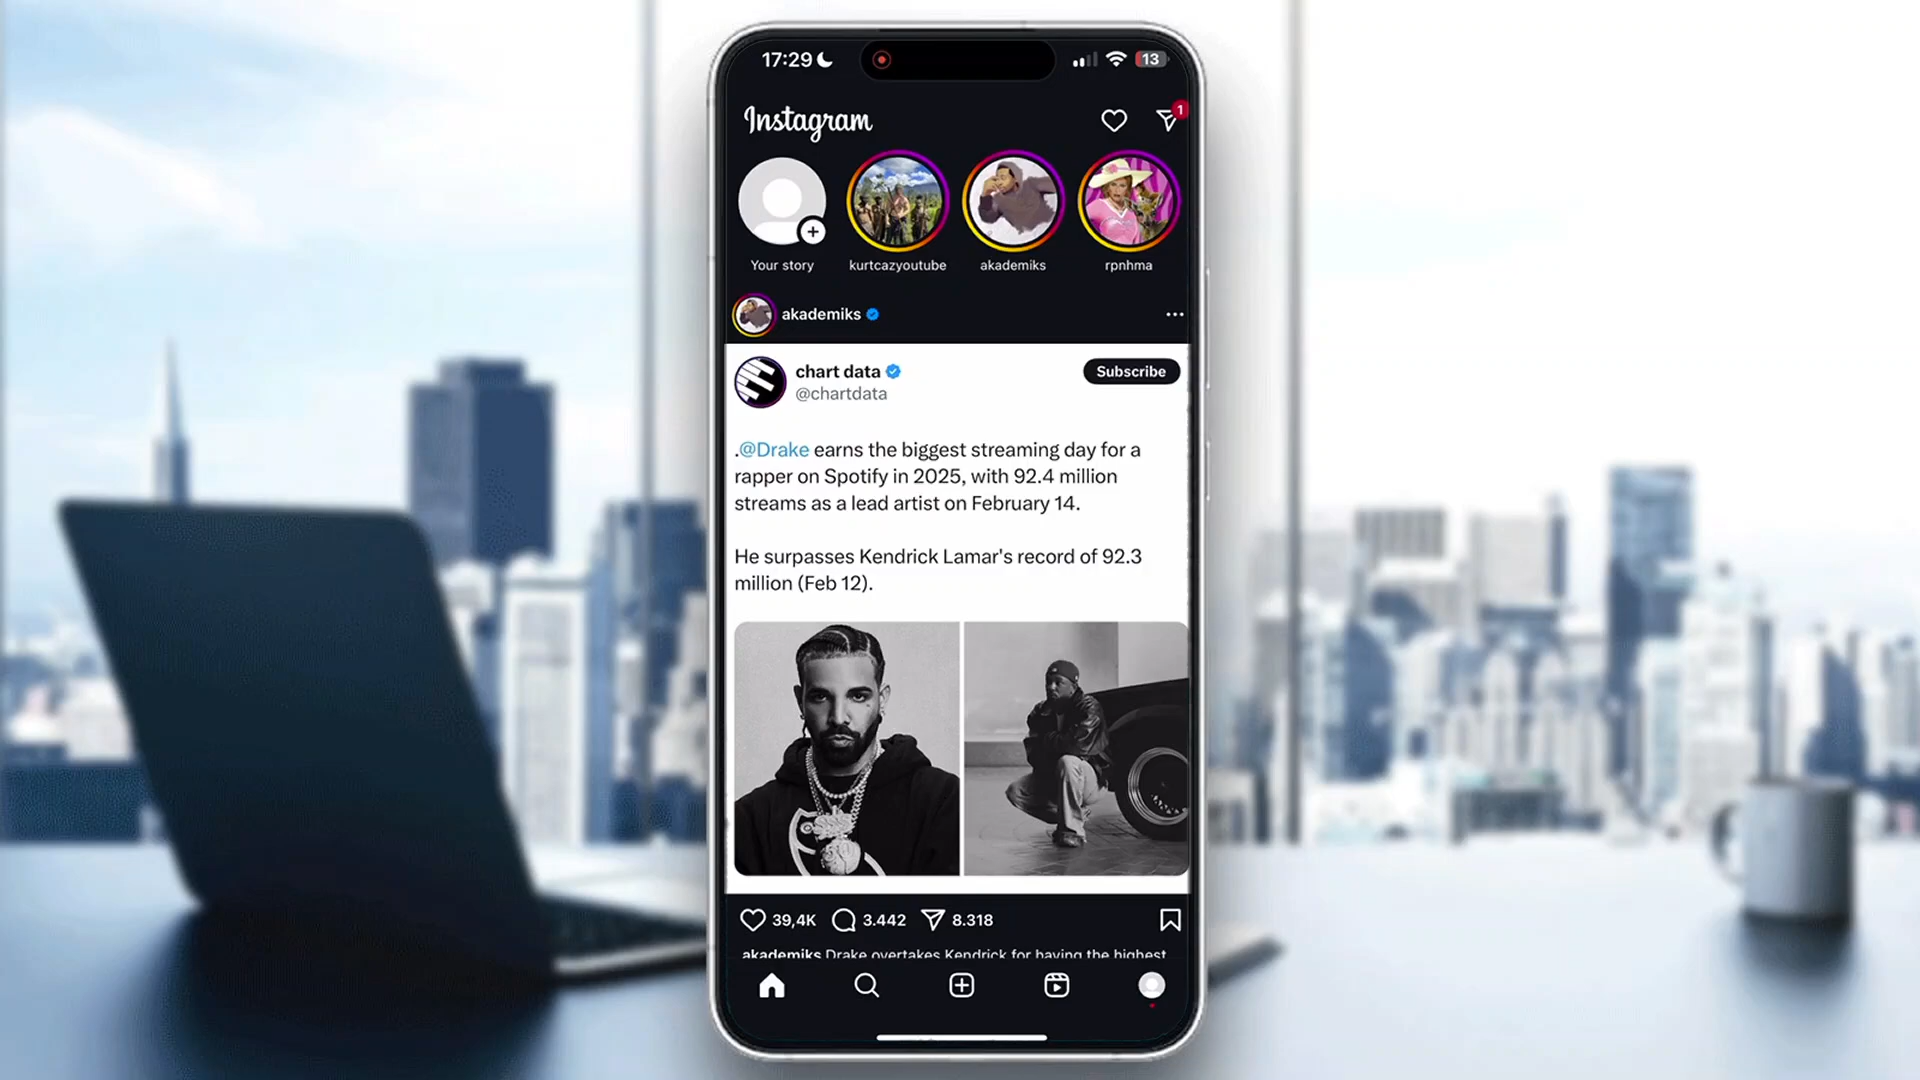 17:29
13
Instagram
1
Your story
kurtcazyoutube
akademiks
rpnhma
akademiks
chart data
@chartdata
Subscribe
.@Drake earns the biggest streaming day for a
rapper on Spotify in 2025, with 92.4 million
streams as a lead artist on February 14.
He surpasses Kendrick Lamar's record of 92.3
million (Feb 12).
39,4K
3.442
8.318
akademiks Drake overtakes Kendrick for having the highest